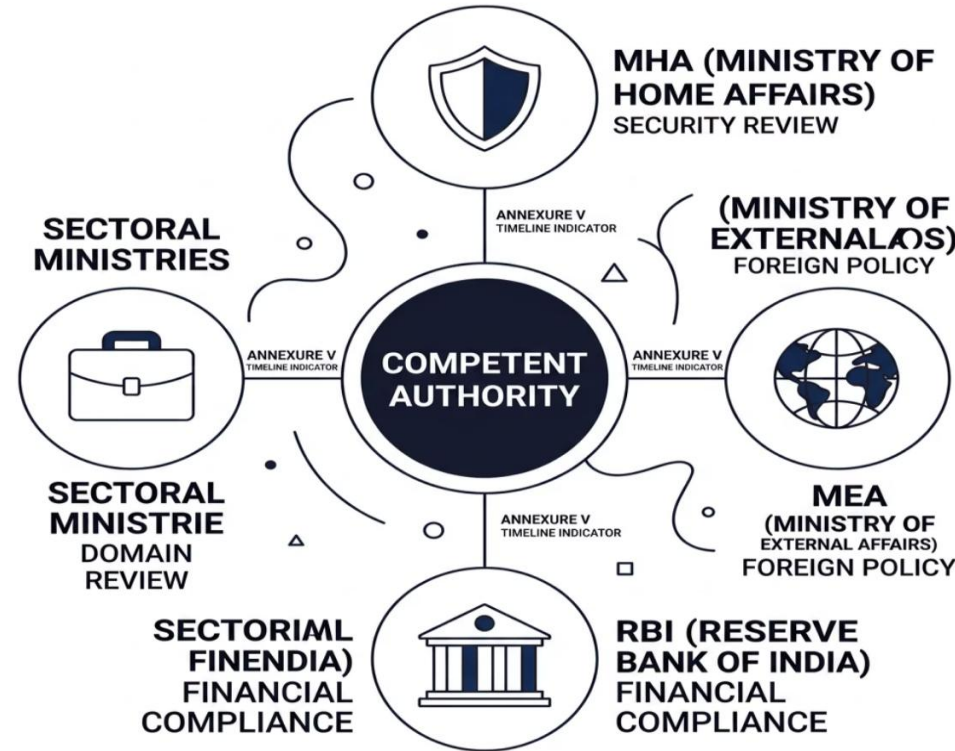 MHA (MINISTRY OF
HOME AFFAIRS)
SECURITY REVIEW
ANNEXURE V
TIMELINE INDICATOR
(MINISTRY OF
FOREIGN POLICY
SECTORAL
MINISTRIES
ANNEXURE V
TIMELINE INDICATOR
COMPETENT
AUTHORITY
ANNEXURE V
TIMELINE INDICATOR
SECTORAL
MINISTRIE
DOMAIN
REVIEW
MEA
(MINISTRY OF
EXTERNAL AFFAIRS)
FOREIGN POLICY
ANNEXURE V
TIMELINE INDICATOR
FINENDIA)
FINANCIAL
COMPLIANCE
RBI (RESERVE
BANK OF INDIA)
FINANCIAL
COMPLIANCE